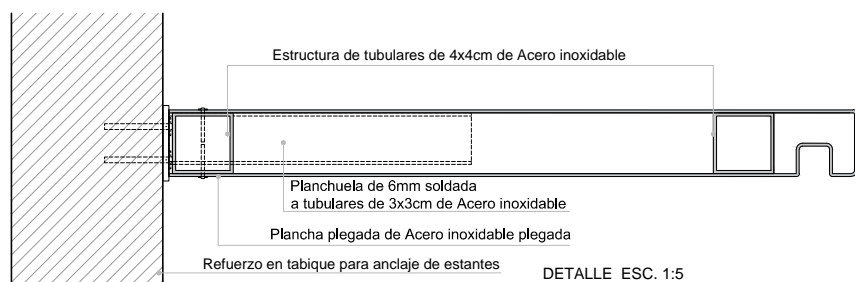 Estructura de tubulares de 4x4cm de Acero inoxidable
Planchuela de 6mm soldada
a tubulares de 3x3cm de Acero inoxidable
Plancha plegada de Acero inoxidable plegada
Refuerzo en tabique para anclaje de estantes
DETALLE ESC. 1:5